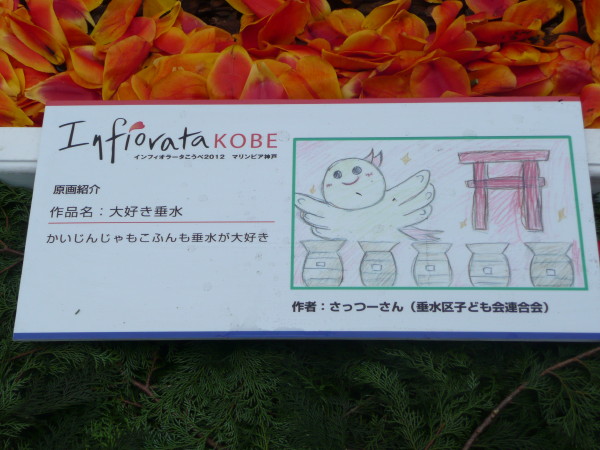 Infiorata KOBE
インフィオラータこうべ2012 マリンピア神戸
原画紹介
作品名：大好き垂水
かいじんじゃもこふんも垂水が大好き
作者：さっつーさん（垂水区子ども会連合会）